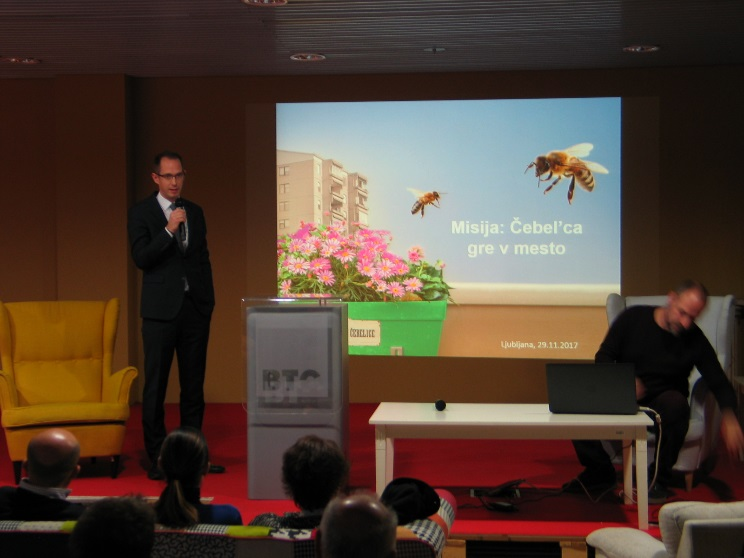 Misija: Čebel'ca
gre v mesto
ČEBELICE
Ljubljana, 29.11.2017
BTC